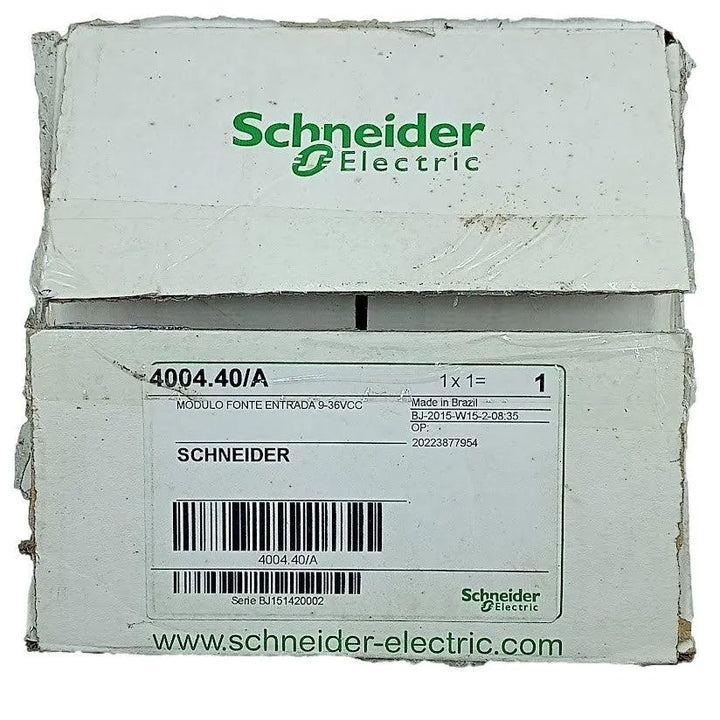 Schneider
Electric
4004.40/A 1 x 1= 1
MODULO FONTE ENTRADA 9-36VCC
Made in Brazil
BJ-2015-W15-2-08:35
OP:
20223877954
SCHNEIDER
4004.40/A
Serie BJ151420002
Schneider
Electric
www.schneider-electric.com